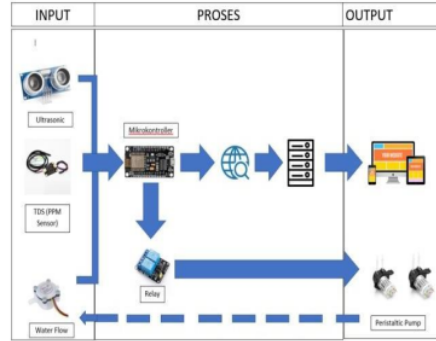 INPUT
PROSES
OUTPUT
Ultrasonic
Mikrokontroller
TDS (PPM
Sensor)
Relay
Water Flow
Peristaltic Pump